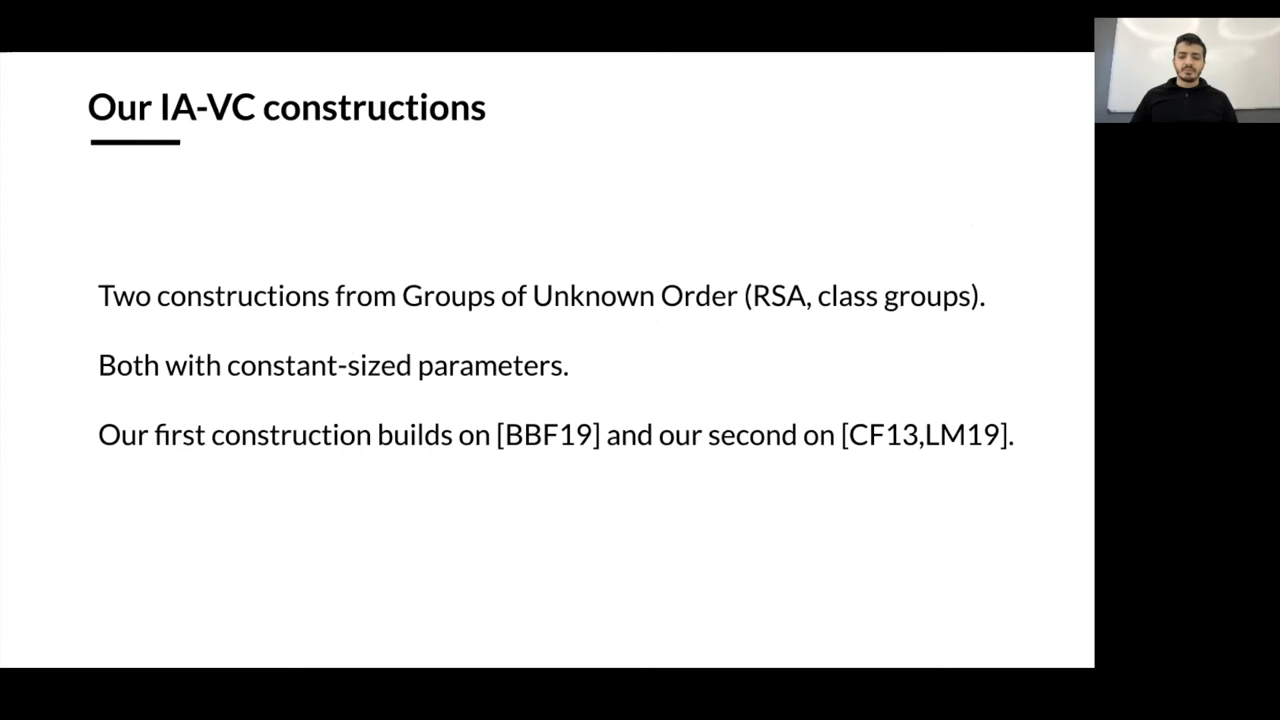 Our IA-VC constructions
Two constructions from Groups of Unknown Order (RSA, class groups).
Both with constant-sized parameters.
Our first construction builds on [BBF19] and our second on [CF13,LM19].